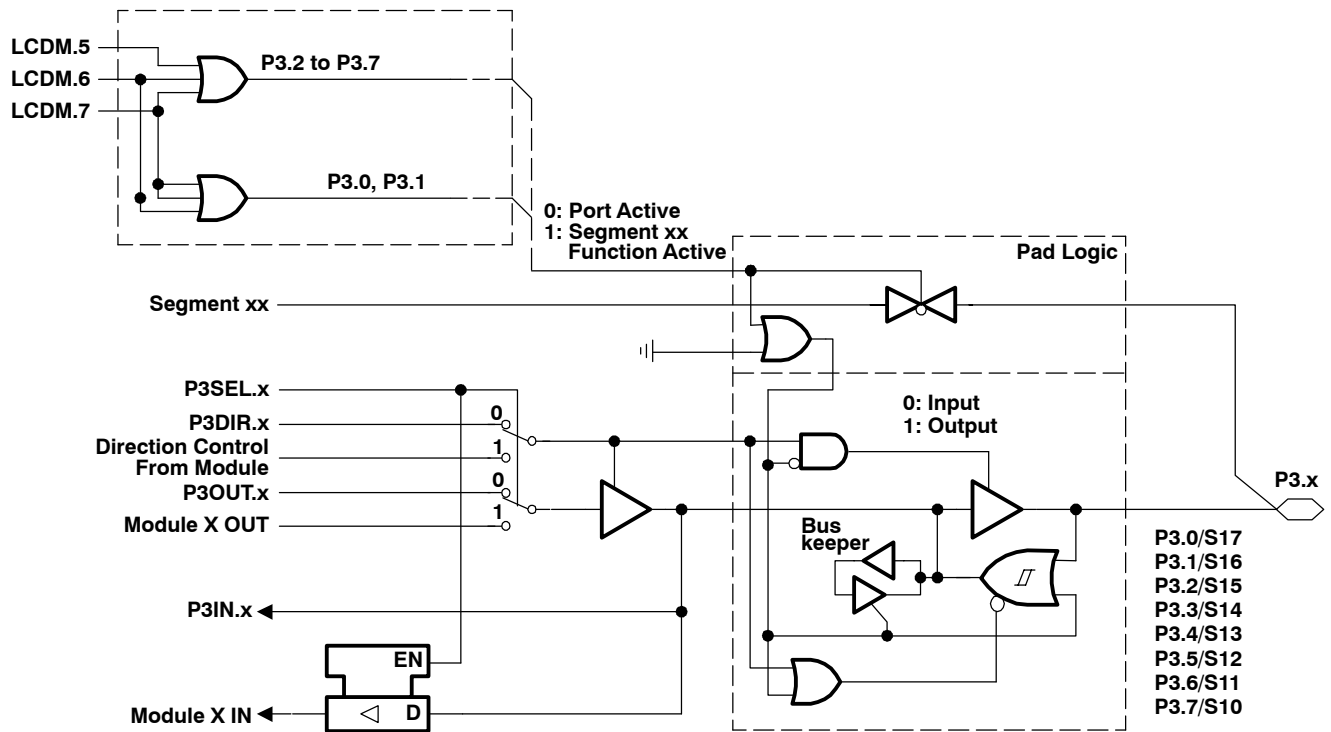 LCDM.5
LCDM.6
LCDM.7
P3.2 to P3.7
P3.0, P3.1
0: Port Active
1: Segment xx
Function Active
Pad Logic
Segment xx
P3SEL.x
P3DIR.x
Direction Control
From Module
P3OUT.x
Module X OUT
0
1
0
1
0: Input
1: Output
Bus
keeper
P3.x
P3.0/S17
P3.1/S16
P3.2/S15
P3.3/S14
P3.4/S13
P3.5/S12
P3.6/S11
P3.7/S10
P3IN.x
EN
D
Module X IN